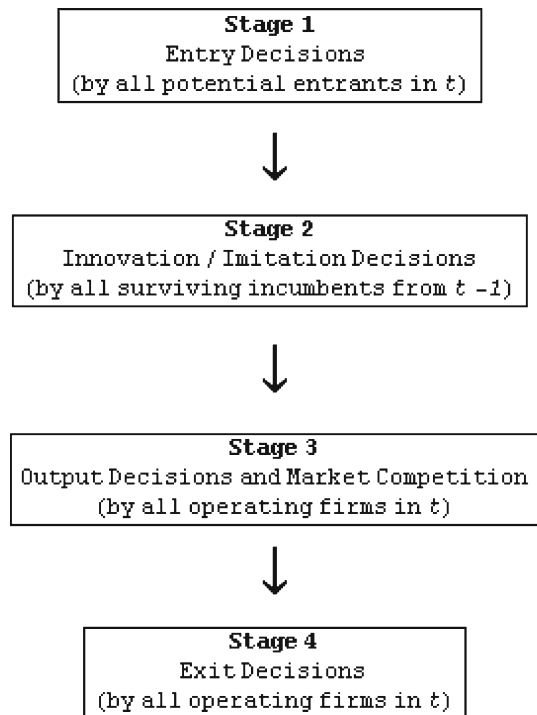 Stage 1
Entry Decisions
(by all potential entrants in t)
Stage 2
Innovation / Imitation Decisions
(by all surviving incumbents from t -1)
Stage 3
Output Decisions and Market Competition
(by all operating firms in t)
Stage 4
Exit Decisions
(by all operating firms in t)